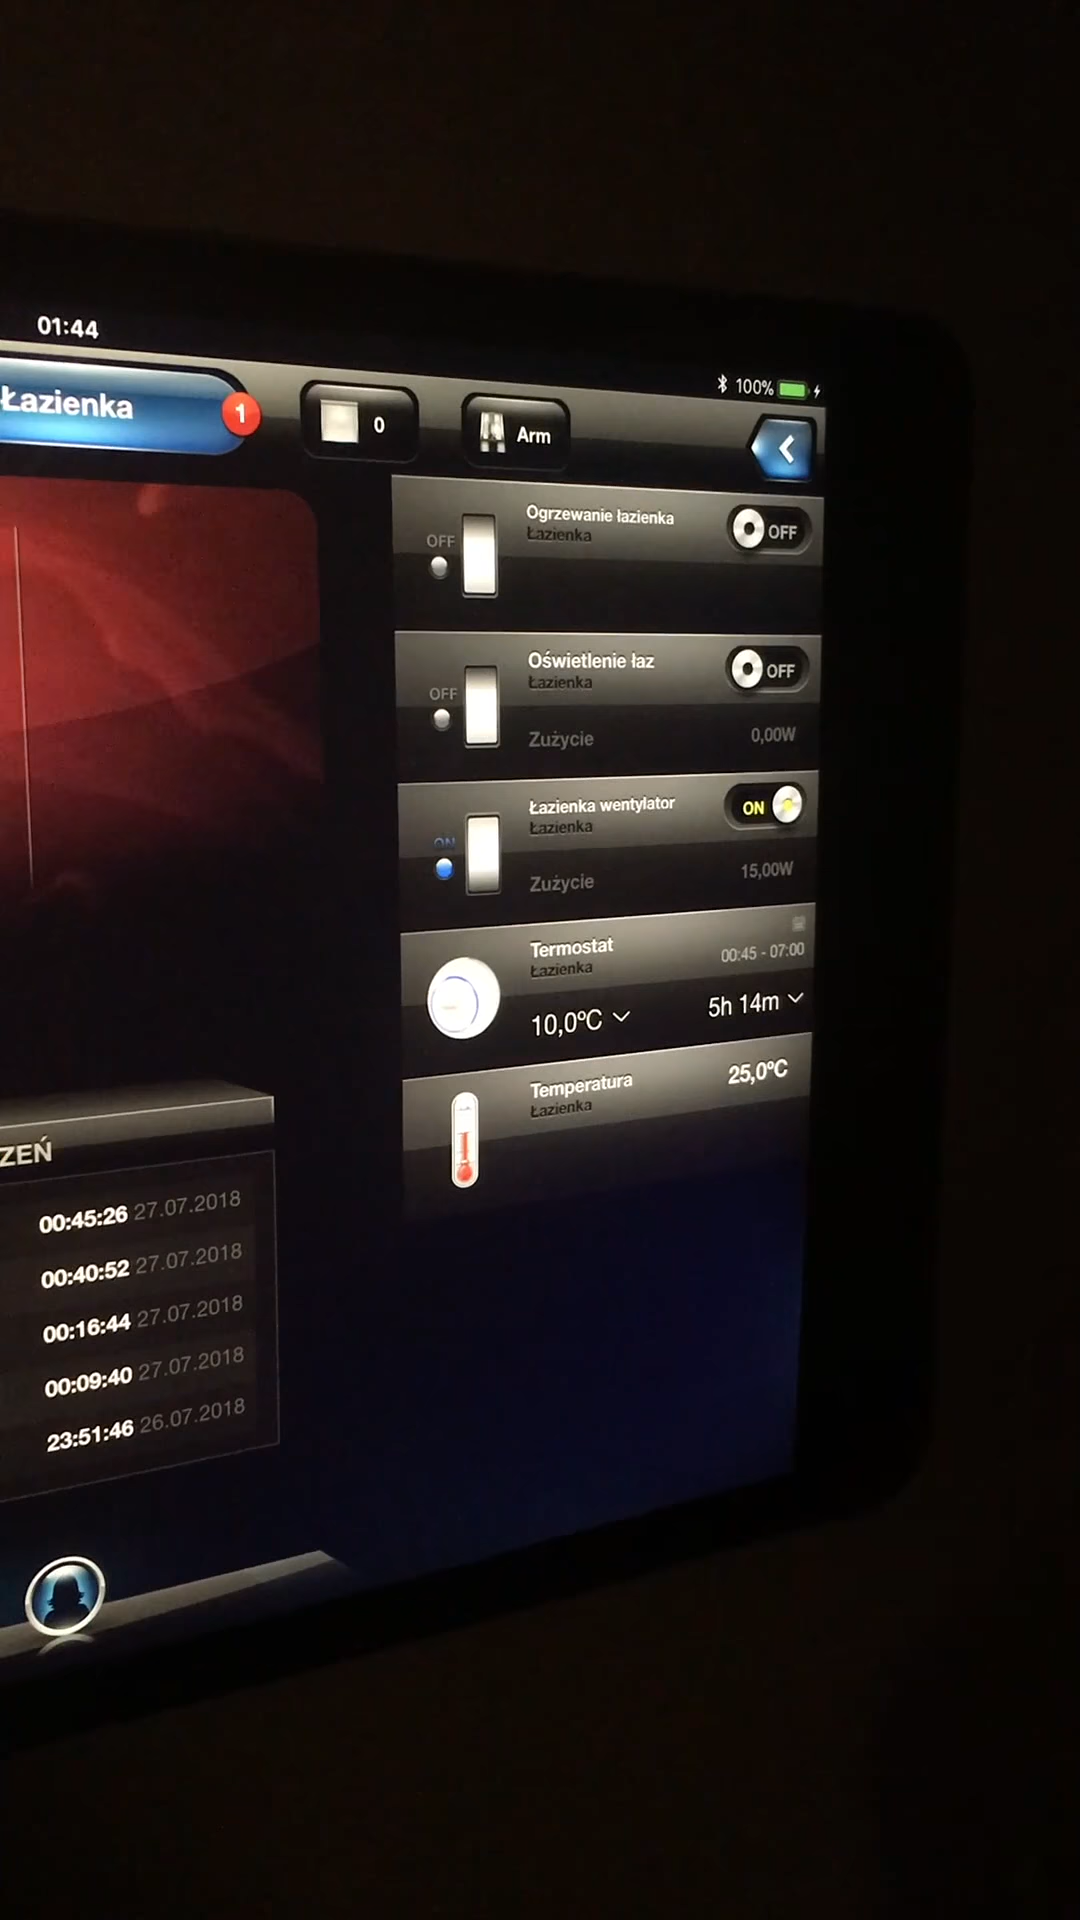 01:44
100%
Łazienka
1
0
Arm
OFF
Ogrzewanie łazienka
Łazienka
OFF
OFF
Oświetlenie łaz
Łazienka
OFF
Zużycie
0,00W
ON
Łazienka wentylator
Łazienka
ON
Zużycie
15,00W
Termostat
Łazienka
00:45 - 07:00
10,0ºC
5h 14m
Temperatura
Łazienka
25,0ºC
ZEŃ
00:45:26 27.07.2018
00:40:52 27.07.2018
00:16:44 27.07.2018
00:09:40 27.07.2018
23:51:46 26.07.2018